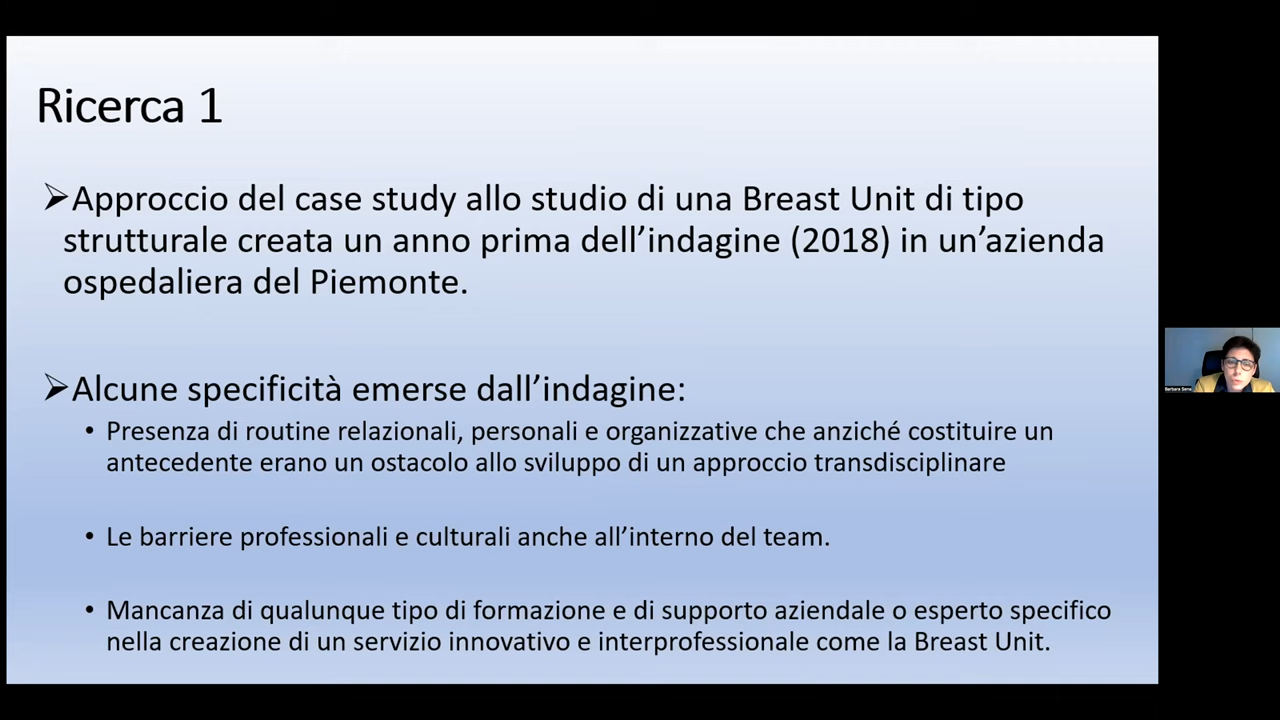 Ricerca 1
➢Approccio del case study allo studio di una Breast Unit di tipo
strutturale creata un anno prima dell’indagine (2018) in un’azienda
ospedaliera del Piemonte.
➢Alcune specificità emerse dall’indagine:
• Presenza di routine relazionali, personali e organizzative che anziché costituire un
antecedente erano un ostacolo allo sviluppo di un approccio transdisciplinare
• Le barriere professionali e culturali anche all’interno del team.
• Mancanza di qualunque tipo di formazione e di supporto aziendale o esperto specifico
nella creazione di un servizio innovativo e interprofessionale come la Breast Unit.
Barbara Sena